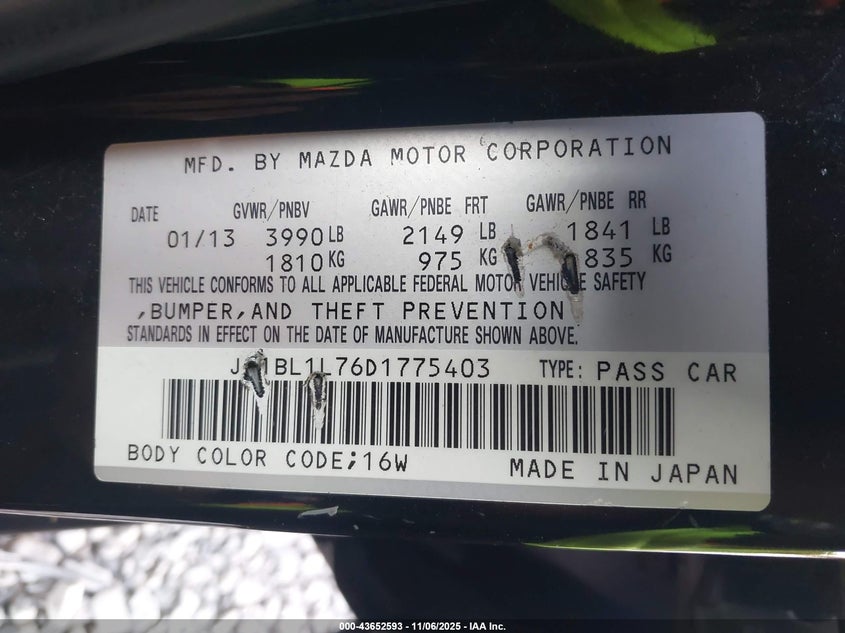 MFD. BY MAZDA MOTOR CORPORATION
DATE GVWR/PNBV GAWR/PNBE FRT GAWR/PNBE RR
01/13 3990 LB 2149 LB 1841 LB
1810 KG 975 KG 835 KG
THIS VEHICLE CONFORMS TO ALL APPLICABLE FEDERAL MOTOR VEHICLE SAFETY
,BUMPER,AND THEFT PREVENTION
STANDARDS IN EFFECT ON THE DATE OF MANUFACTURE SHOWN ABOVE.
TYPE: PASS CAR
BODY COLOR CODE;16W MADE IN JAPAN
000-43652593 - 11/06/2025 - IAA Inc.